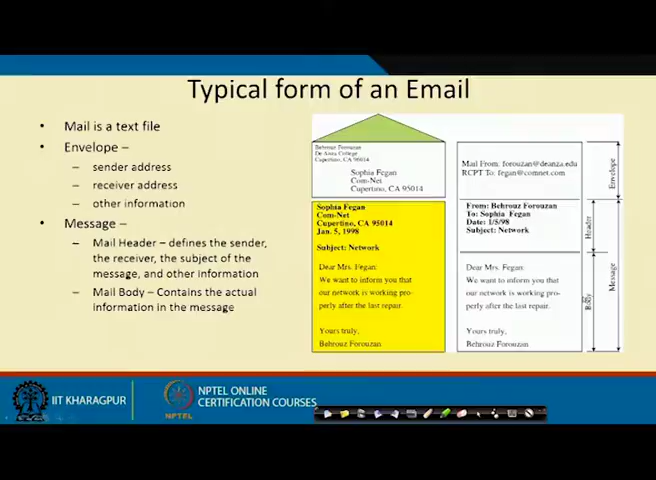 Typical form of an Email
• Mail is a text file
• Envelope –
– sender address
– receiver address
– other information
• Message –
– Mail Header – defines the sender,
the receiver, the subject of the
message, and other information
– Mail Body – Contains the actual
information in the message
Behrouz Forouzan
De Anza College
Cupertino, CA 96014
Sophia Fegan
Com-Net
Cupertino, CA 95014
Sophia Fegan
Com-Net
Cupertino, CA 95014
Jan. 5, 1998
Subject: Network
Dear Mrs. Fegan:
We want to inform you that
our network is working pro-
perly after the last repair.
Yours truly,
Behrouz Forouzan
Mail From: forouzan@deanza.edu
RCPT To: fegan@comnet.com
From: Behrouz Forouzan
To: Sophia Fegan
Date: 1/5/98
Subject: Network
Dear Mrs. Fegan:
We want to inform you that
our network is working pro-
perly after the last repair.
Yours truly,
Behrouz Forouzan
Envelope
Header
Body
Message
IIT KHARAGPUR
NPTEL
NPTEL ONLINE
CERTIFICATION COURSES